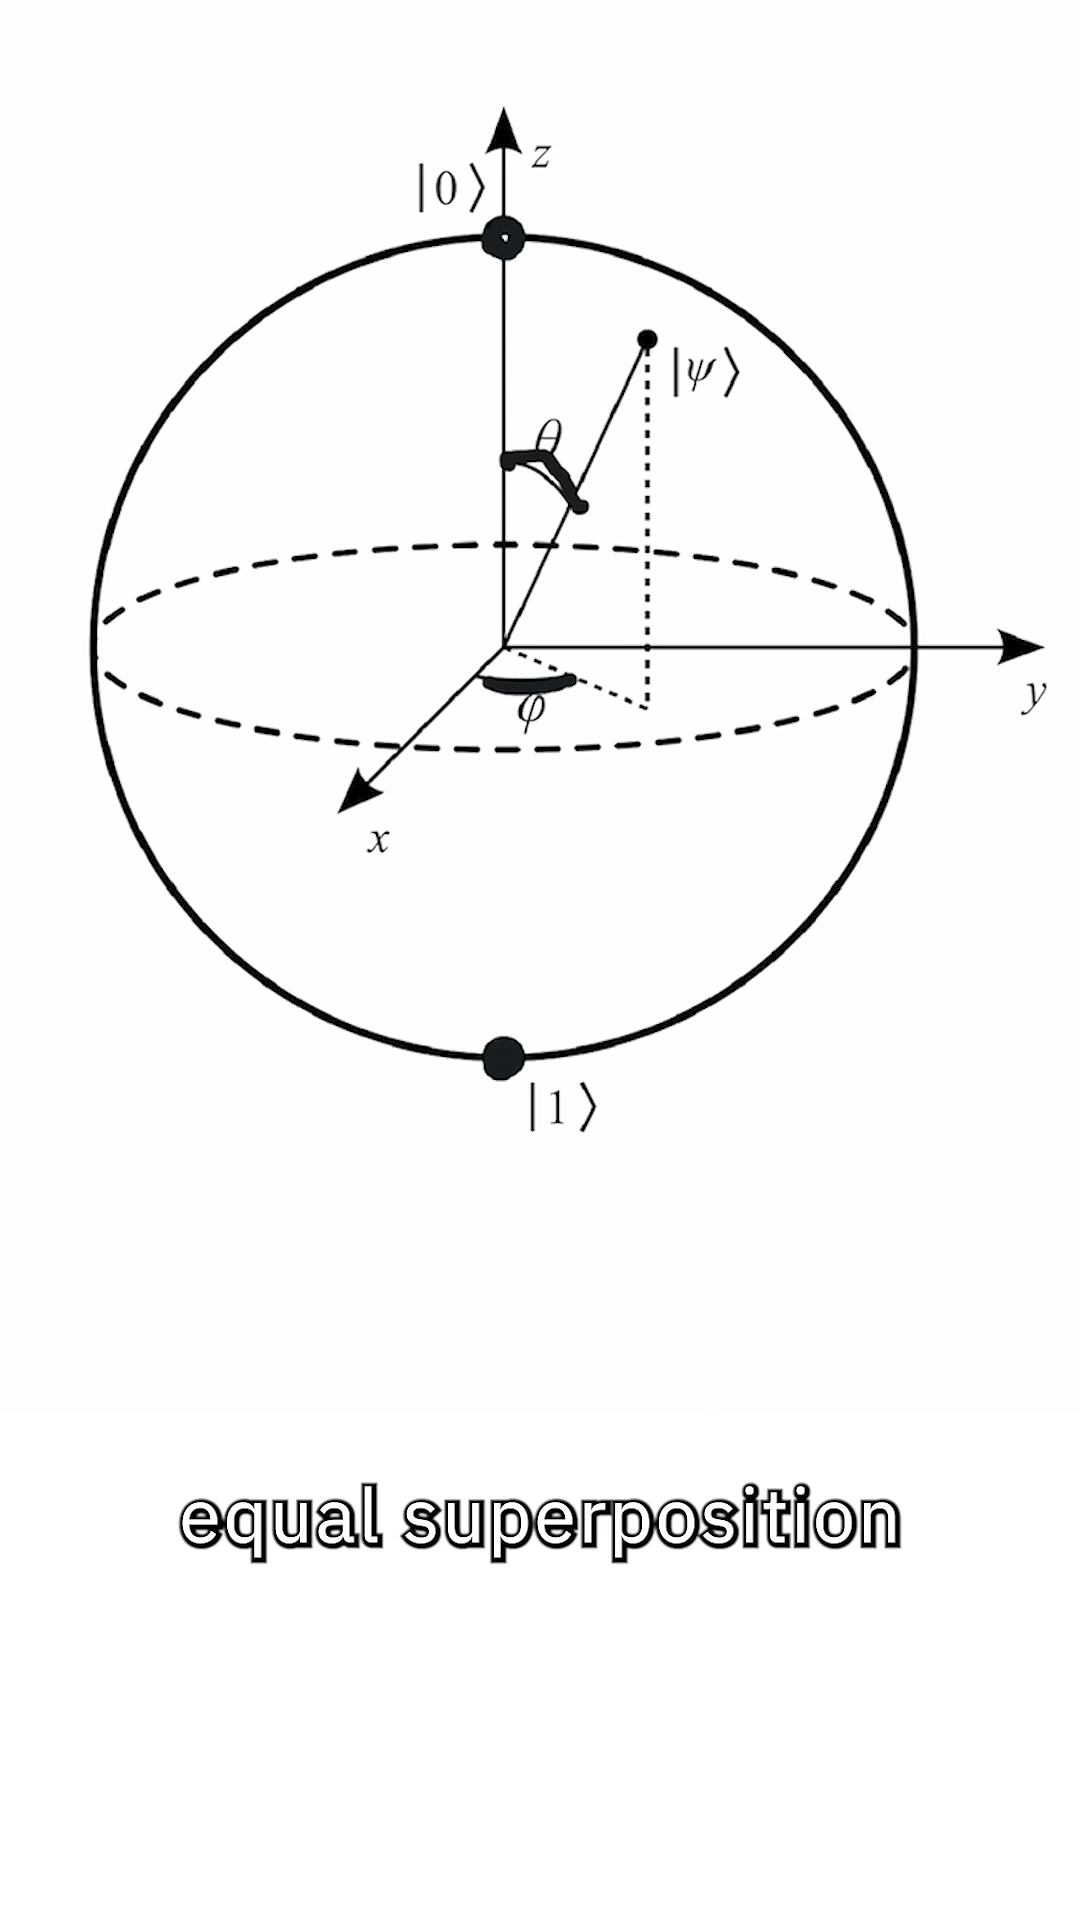 z
|0⟩
|ψ⟩
θ
y
φ
x
|1⟩
equal superposition